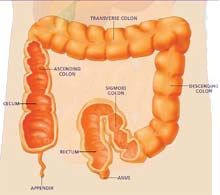 TRANSVERSE COLON
ASCENDING
COLON
SIGMOID
COLON
DESCENDING
COLON
CECUM
RECTUM
ANUS
APPENDIX